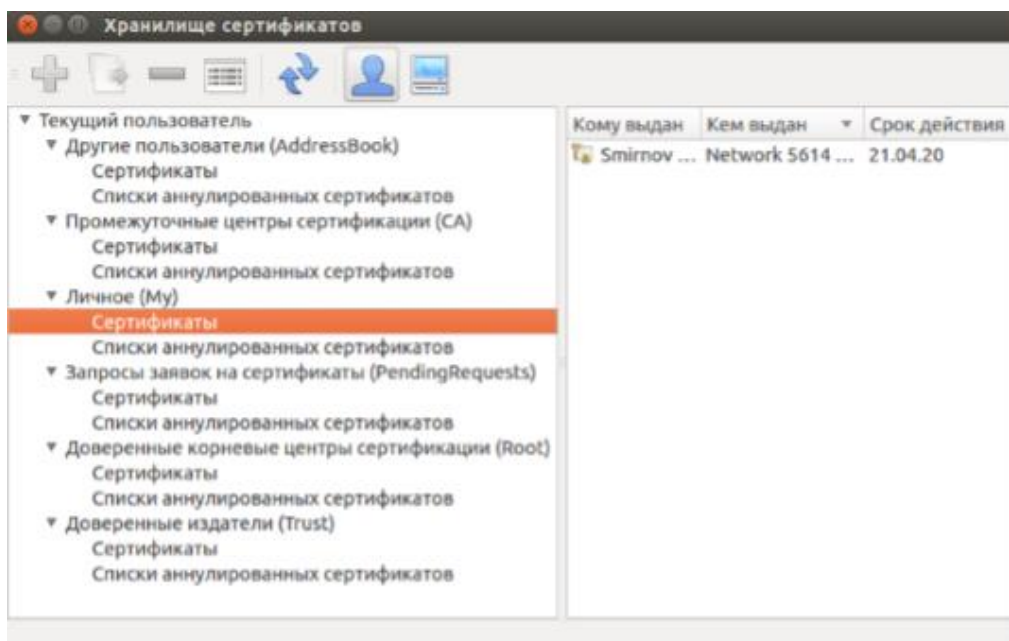 Хранилище сертификатов
Текущий пользователь
Другие пользователи (AddressBook)
Сертификаты
Списки аннулированных сертификатов
Промежуточные центры сертификации (CA)
Сертификаты
Списки аннулированных сертификатов
Личное (My)
Сертификаты
Списки аннулированных сертификатов
Запросы заявок на сертификаты (PendingRequests)
Сертификаты
Списки аннулированных сертификатов
Доверенные корневые центры сертификации (Root)
Сертификаты
Списки аннулированных сертификатов
Доверенные издатели (Trust)
Сертификаты
Списки аннулированных сертификатов
Кому выдан Кем выдан Срок действия
Smirnov ... Network 5614 ... 21.04.20